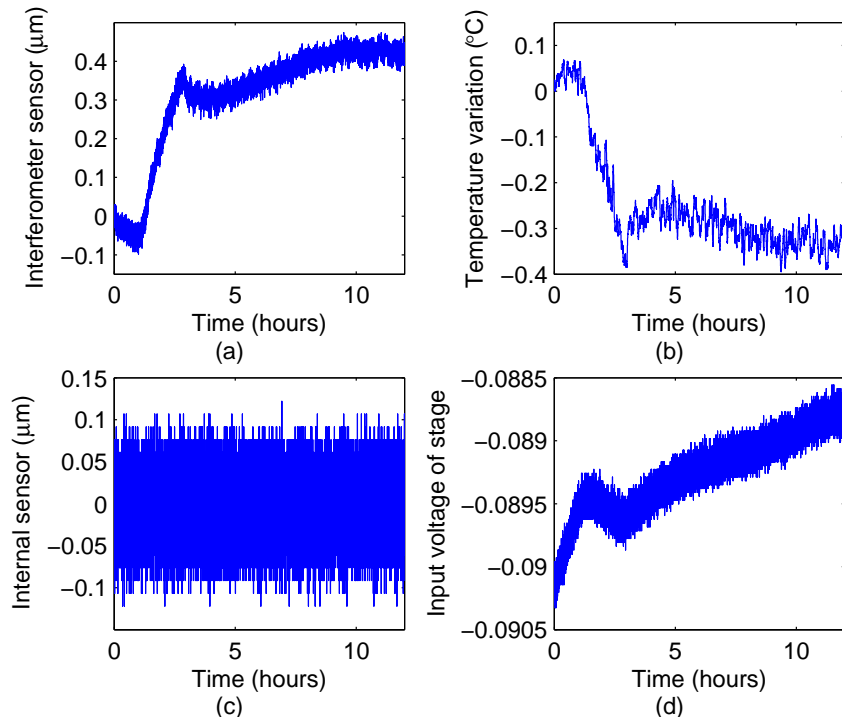 Interferometer sensor (μm)
0.4
0.3
0.2
0.1
0
−0.1
0
5
10
Time (hours)
(a)
Temperature variation (°C)
0.1
0
−0.1
−0.2
−0.3
−0.4
0
5
10
Time (hours)
(b)
Internal sensor (μm)
0.15
0.1
0.05
0
−0.05
−0.1
0
5
10
Time (hours)
(c)
Input voltage of stage
−0.0885
−0.089
−0.0895
−0.09
−0.0905
0
5
10
Time (hours)
(d)